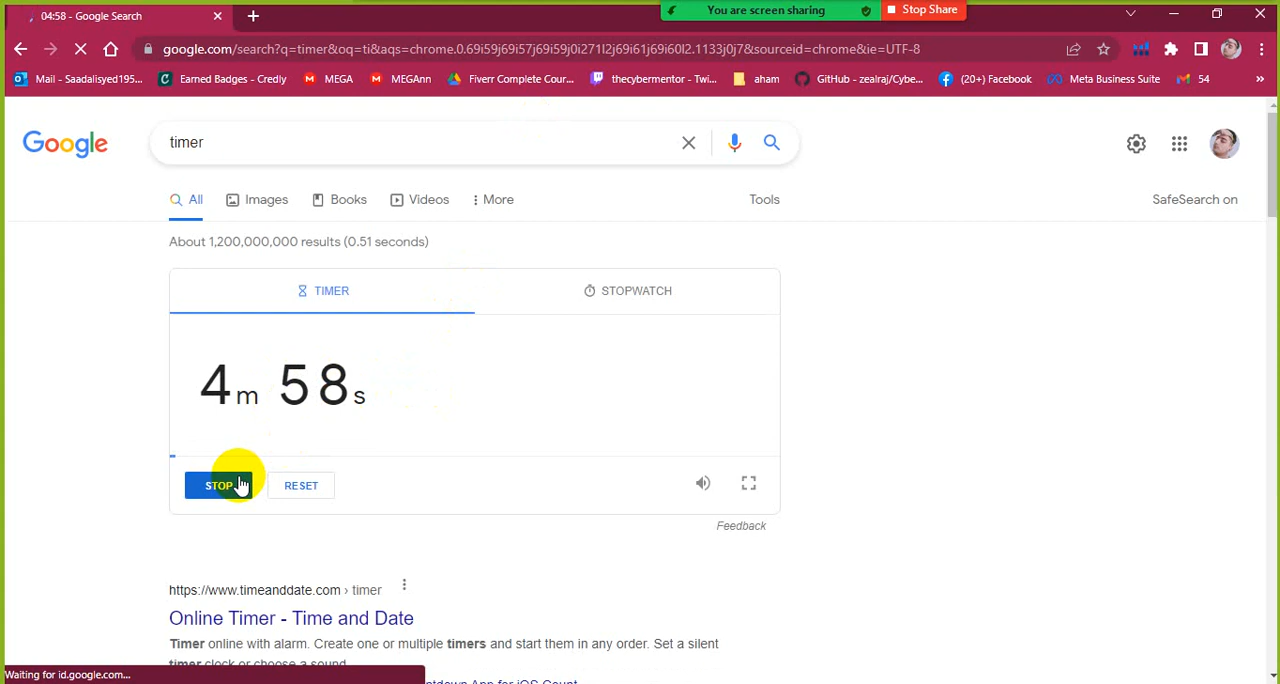 04:58 - Google Search
You are screen sharing
Stop Share
google.com/search?q=timer&oq=ti&aqs=chrome.0.69i59j69i57j69i59j0i271l2j69i61j69i60l2.1133j0j7&sourceid=chrome&ie=UTF-8
Mail - Saadalisyed195...
Earned Badges - Credly
MEGA
MEGAnn
Fiverr Complete Cour...
thecybermentor - Twi...
aham
GitHub - zealraj/Cybe...
(20+) Facebook
Meta Business Suite
54
Google
timer
All
Images
Books
Videos
More
Tools
SafeSearch on
About 1,200,000,000 results (0.51 seconds)
TIMER
STOPWATCH
4m 58s
STOP
RESET
Feedback
https://www.timeanddate.com › timer
Online Timer - Time and Date
Timer online with alarm. Create one or multiple timers and start them in any order. Set a silent
timer clock or choose a sound.
Waiting for id.google.com...